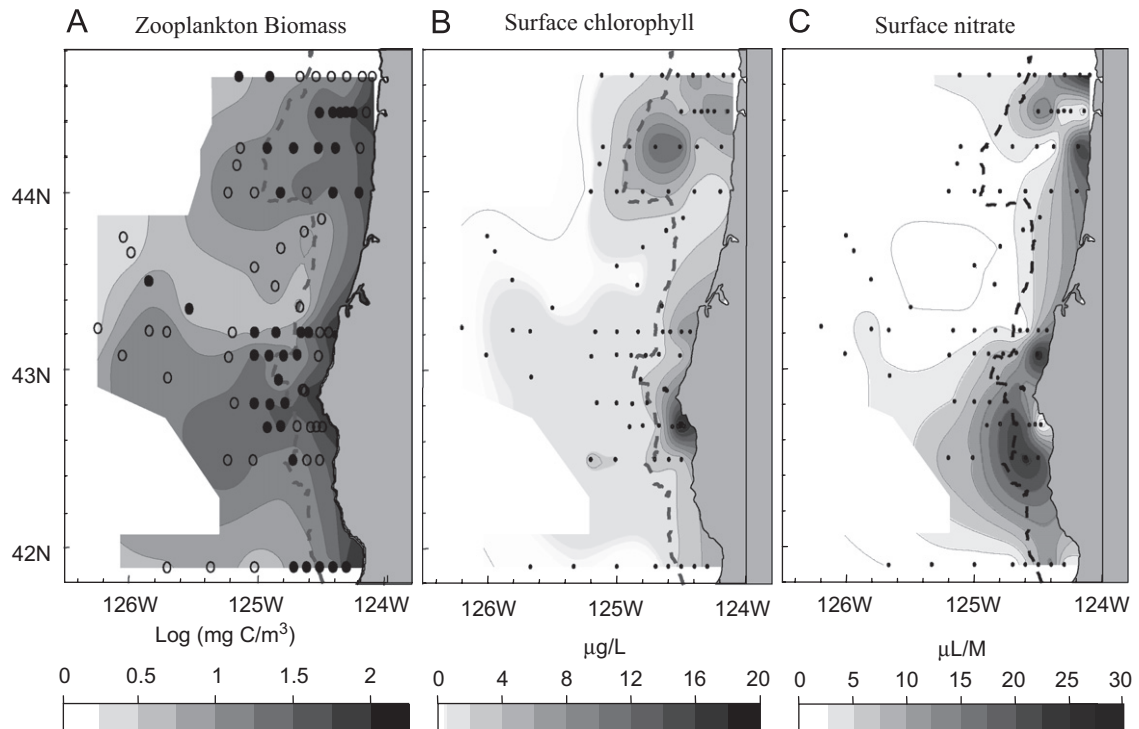 A Zooplankton Biomass
B Surface chlorophyll
C Surface nitrate
44N
43N
42N
126W 125W 124W
126W 125W 124W
126W 125W 124W
Log (mg C/m³)
µg/L
µL/M
0 0.5 1 1.5 2
0 4 8 12 16 20
0 5 10 15 20 25 30